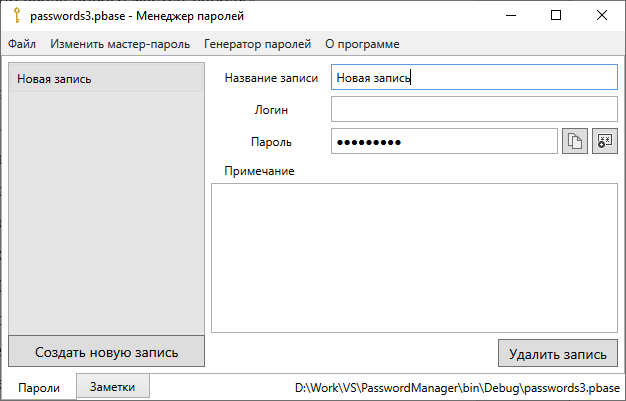 passwords3.pbase - Менеджер паролей
Файл Изменить мастер-пароль Генератор паролей О программе
Новая запись
Название записи Новая запись
Логин
Пароль ●●●●●●●●●
Примечание
Создать новую запись
Удалить запись
Пароли Заметки D:\Work\VS\PasswordManager\bin\Debug\passwords3.pbase